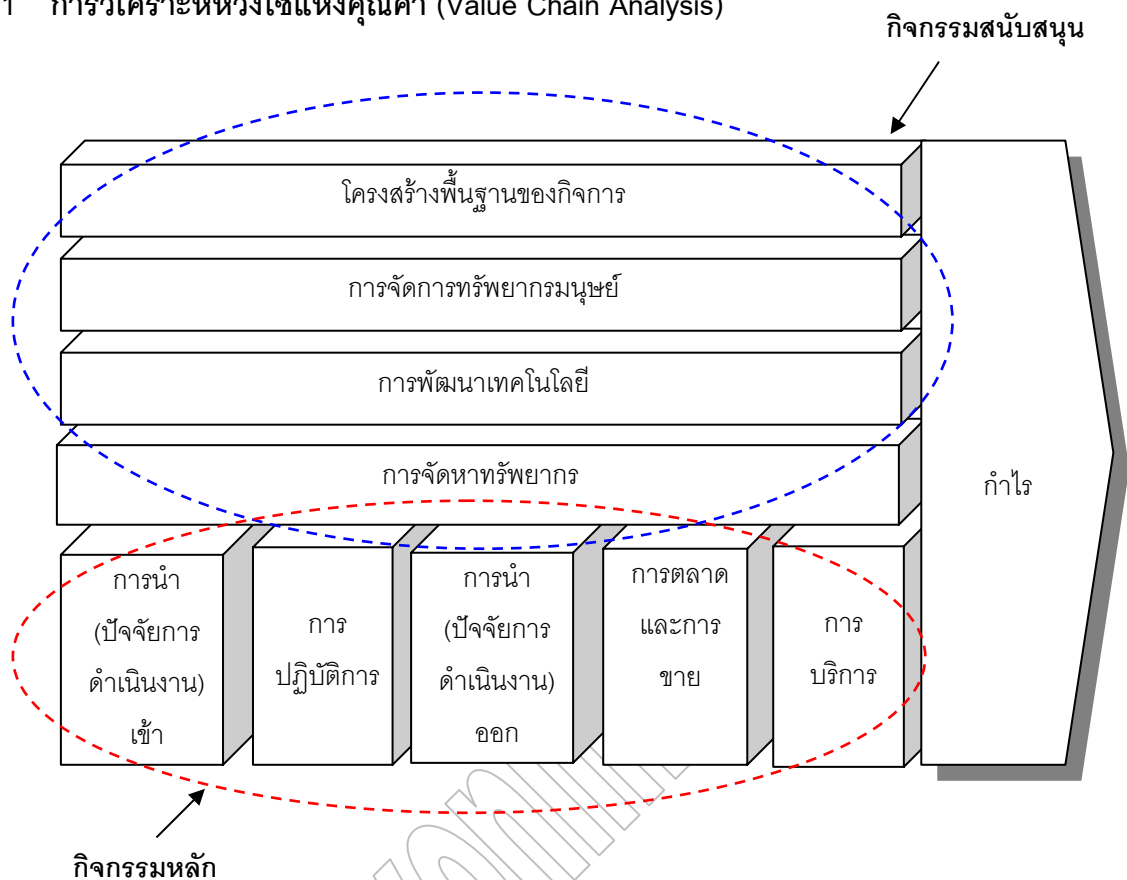 1 การวิเคราะห์ห่วงโซ่แห่งคุณค่า (Value Chain Analysis)
กิจกรรมสนับสนุน
โครงสร้างพื้นฐานของกิจการ
การจัดการทรัพยากรมนุษย์
การพัฒนาเทคโนโลยี
การจัดหาทรัพยากร
กำไร
การนำ
(ปัจจัยการ
ดำเนินงาน)
เข้า
การ
ปฏิบัติการ
การนำ
(ปัจจัยการ
ดำเนินงาน)
ออก
การตลาด
และการ
ขาย
การ
บริการ
กิจกรรมหลัก